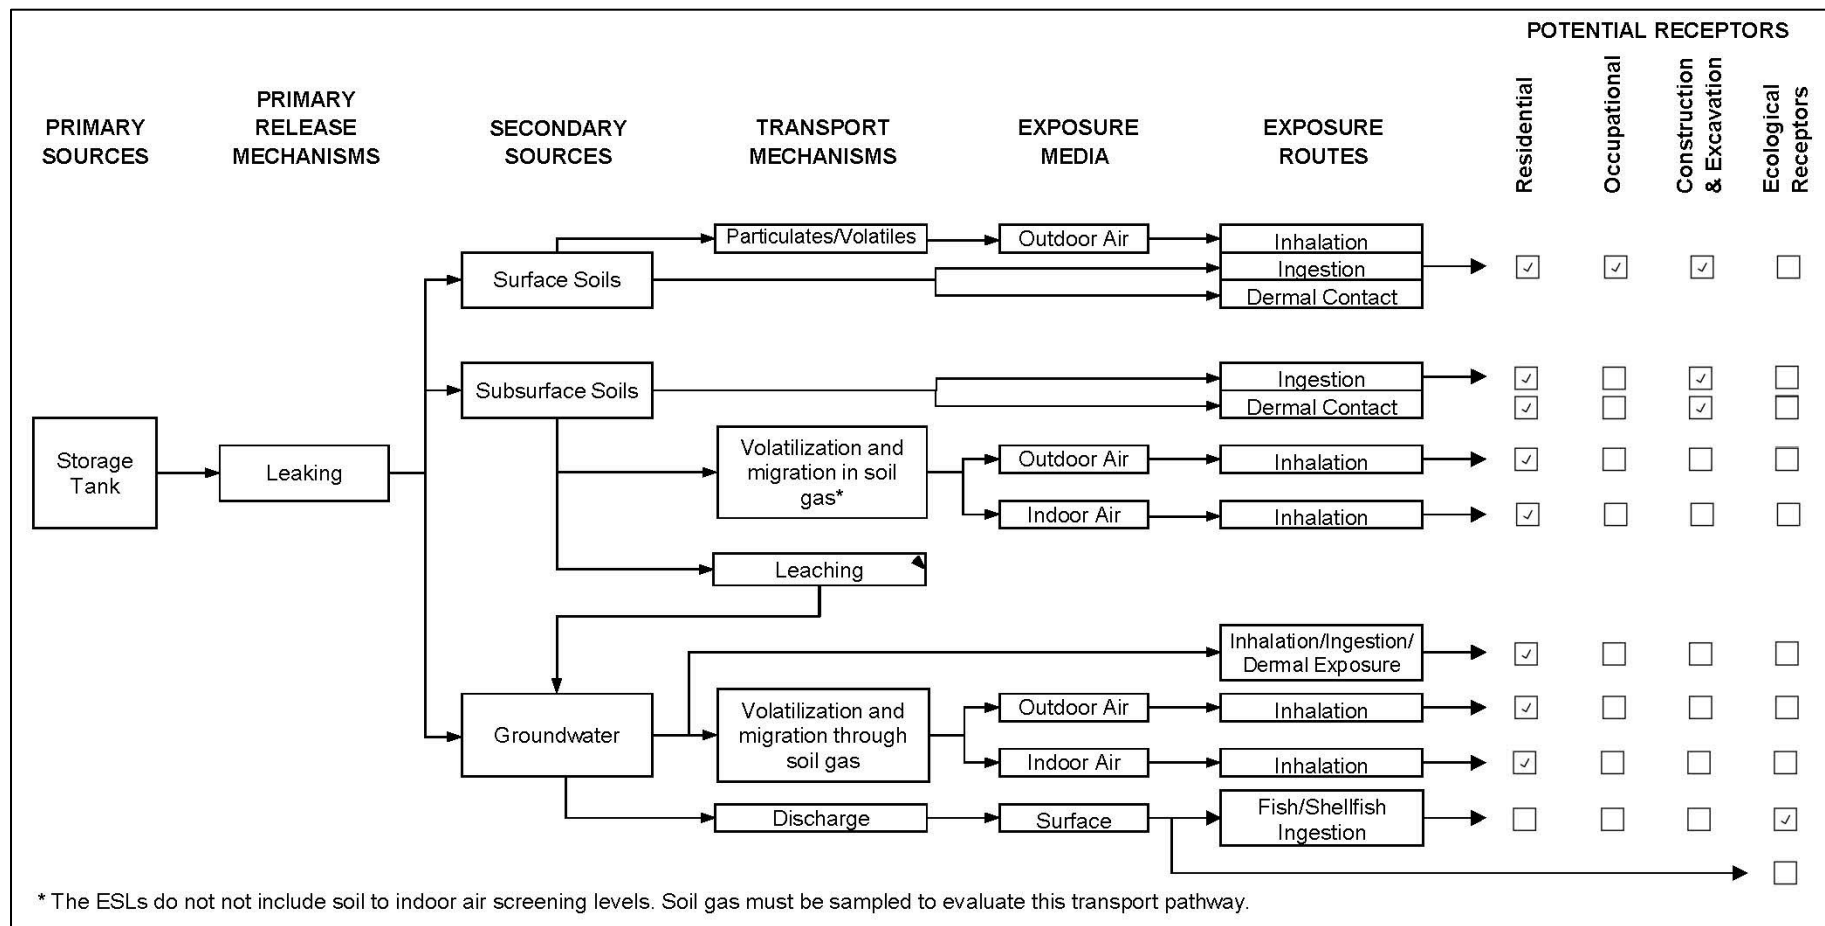 POTENTIAL RECEPTORS
PRIMARY
SOURCES
PRIMARY
RELEASE
MECHANISMS
SECONDARY
SOURCES
TRANSPORT
MECHANISMS
EXPOSURE
MEDIA
EXPOSURE
ROUTES
Residential
Occupational
Construction
& Excavation
Ecological
Receptors
Particulates/Volatiles
Outdoor Air
Inhalation
Surface Soils
Ingestion
Dermal Contact
Subsurface Soils
Ingestion
Dermal Contact
Storage
Tank
Leaking
Volatilization and
migration in soil
gas*
Outdoor Air
Inhalation
Indoor Air
Inhalation
Leaching
Inhalation/Ingestion/
Dermal Exposure
Groundwater
Volatilization and
migration through
soil gas
Outdoor Air
Inhalation
Indoor Air
Inhalation
Discharge
Surface
Fish/Shellfish
Ingestion
* The ESLs do not not include soil to indoor air screening levels. Soil gas must be sampled to evaluate this transport pathway.